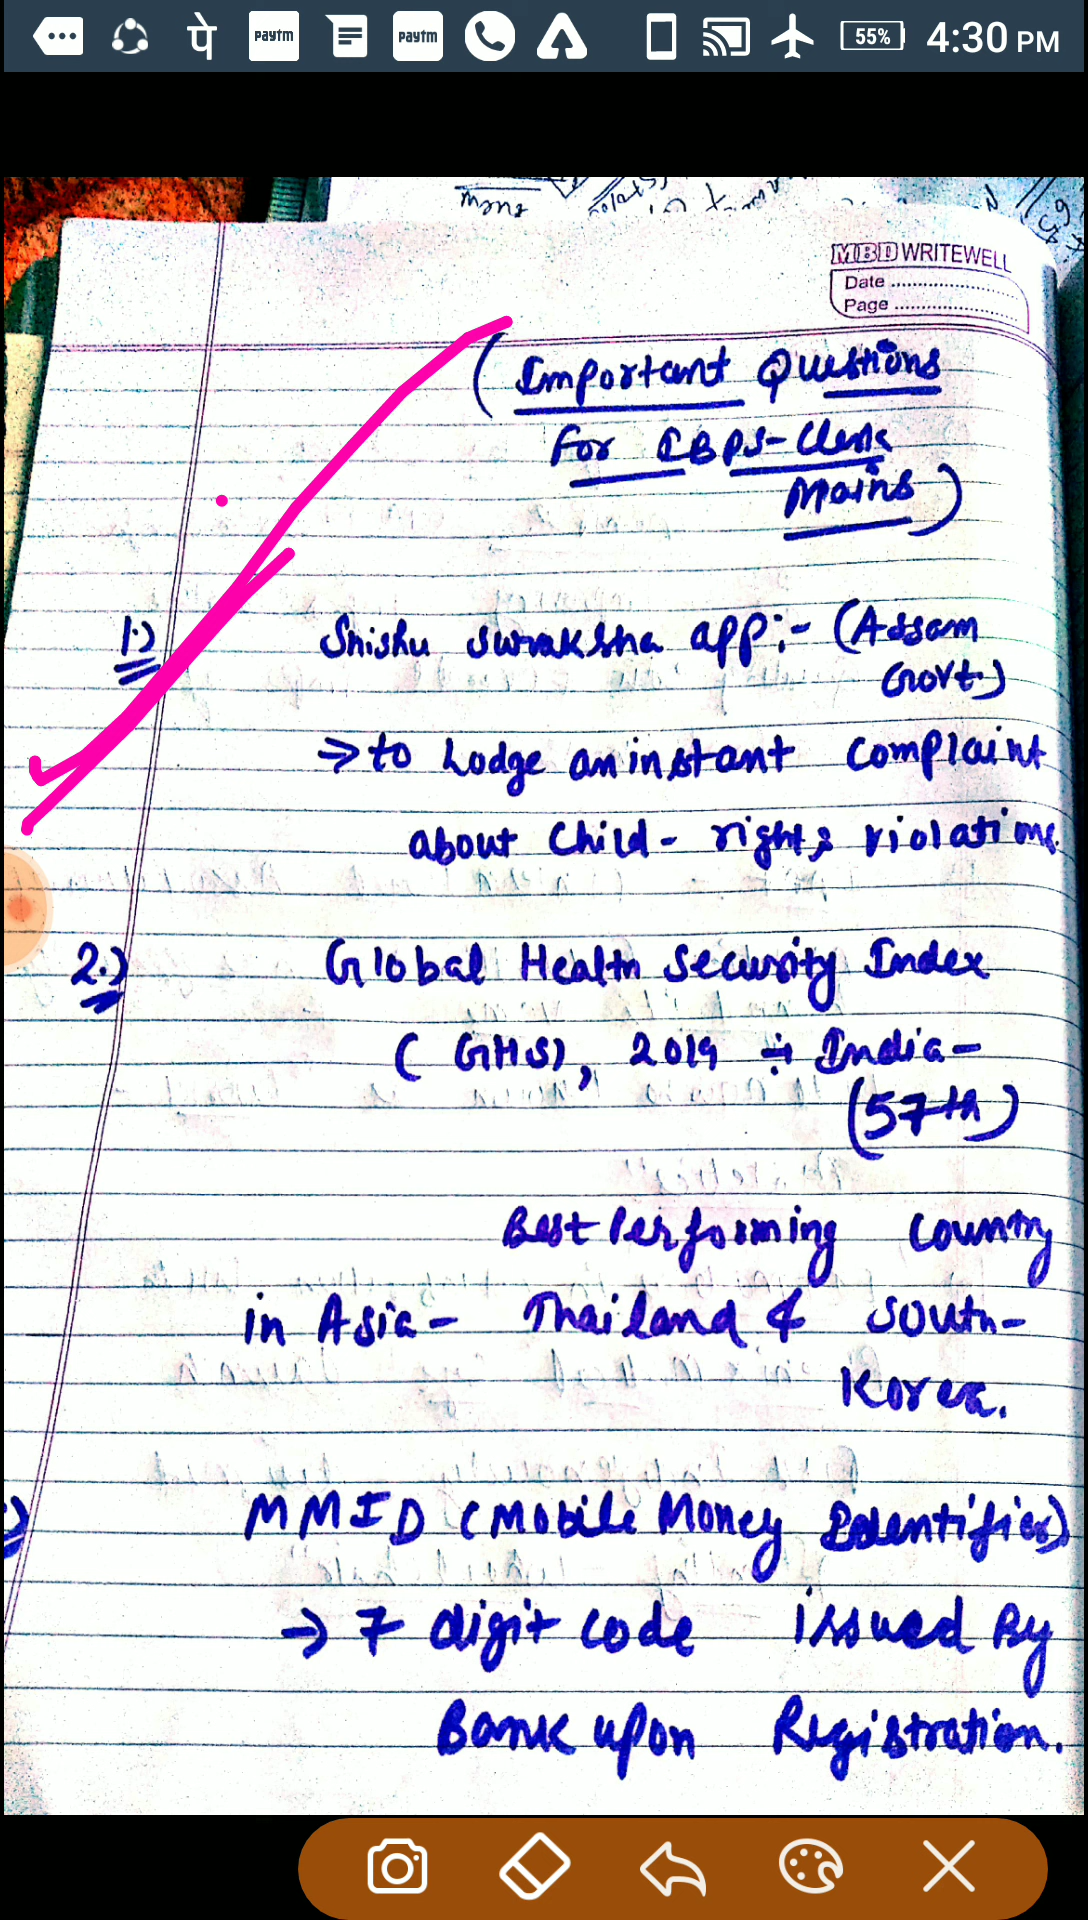 पे
paytm
paytm
55%
4:30 PM
MBD WRITEWELL
Date
Page
(Important Questions
For IBPS-Clerk
Mains)
1.) Shishu suraksha app:- (Assam
Govt.)
→ to Lodge an instant complaint
about child-rights violations.
2.) Global Health Security Index
(GHS), 2019 ÷ India-
(57th)
Best Performing country
in Asia- Thailand & South-
Korea.
MMID (Mobile Money Identifier)
→ 7 digit code issued By
Bank upon Registration.